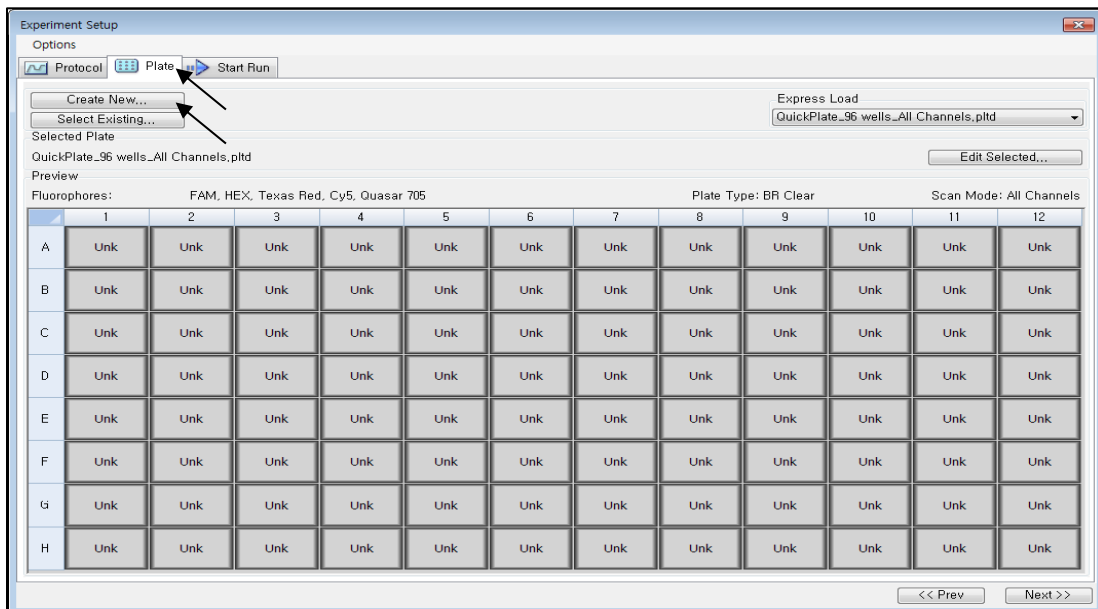 Experiment Setup
Options
Protocol Plate Start Run
Create New... Express Load
Select Existing... QuickPlate_96 wells_All Channels.pltd
Selected Plate
QuickPlate_96 wells_All Channels.pltd Edit Selected...
Preview
Fluorophores: FAM, HEX, Texas Red, Cy5, Quasar 705 Plate Type: BR Clear Scan Mode: All Channels
1 2 3 4 5 6 7 8 9 10 11 12
A Unk Unk Unk Unk Unk Unk Unk Unk Unk Unk Unk Unk
B Unk Unk Unk Unk Unk Unk Unk Unk Unk Unk Unk Unk
C Unk Unk Unk Unk Unk Unk Unk Unk Unk Unk Unk Unk
D Unk Unk Unk Unk Unk Unk Unk Unk Unk Unk Unk Unk
E Unk Unk Unk Unk Unk Unk Unk Unk Unk Unk Unk Unk
F Unk Unk Unk Unk Unk Unk Unk Unk Unk Unk Unk Unk
G Unk Unk Unk Unk Unk Unk Unk Unk Unk Unk Unk Unk
H Unk Unk Unk Unk Unk Unk Unk Unk Unk Unk Unk Unk
<< Prev Next >>